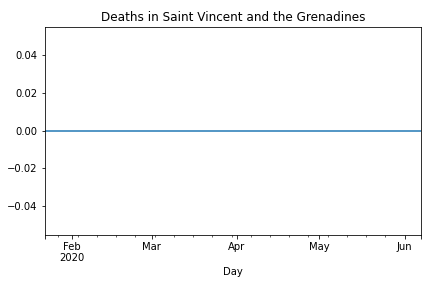 Deaths in Saint Vincent and the Grenadines
0.04
0.02
0.00
−0.02
−0.04
Feb Mar Apr May Jun
2020
Day